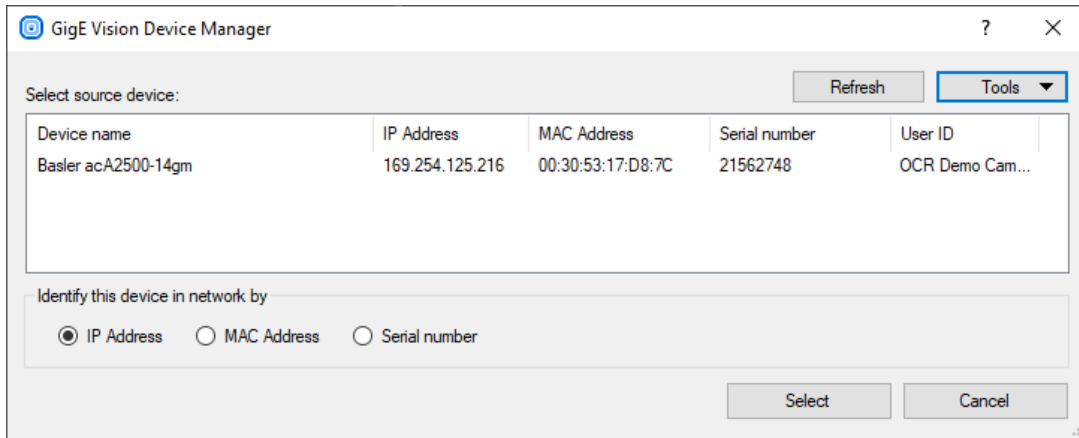 GigE Vision Device Manager
?
Select source device:
Refresh
Tools
Device name IP Address MAC Address Serial number User ID
Basler acA2500-14gm 169.254.125.216 00:30:53:17:D8:7C 21562748 OCR Demo Cam...
Identify this device in network by
IP Address MAC Address Serial number
Select Cancel